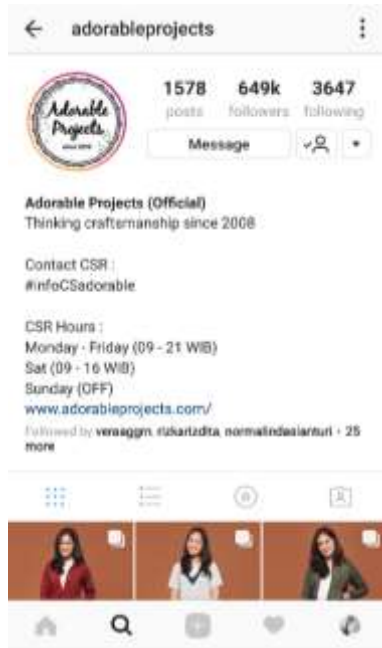 adorableprojects
Adorable
Projects
since 2008
1578 649k 3647
posts followers following
Message
Adorable Projects (Official)
Thinking craftsmanship since 2008
Contact CSR :
#infoCSadorable
CSR Hours :
Monday - Friday (09 - 21 WIB)
Sat (09 - 16 WIB)
Sunday (OFF)
www.adorableprojects.com/
Followed by veraaggm, rizkarizdita, normalindasianturi + 25
more